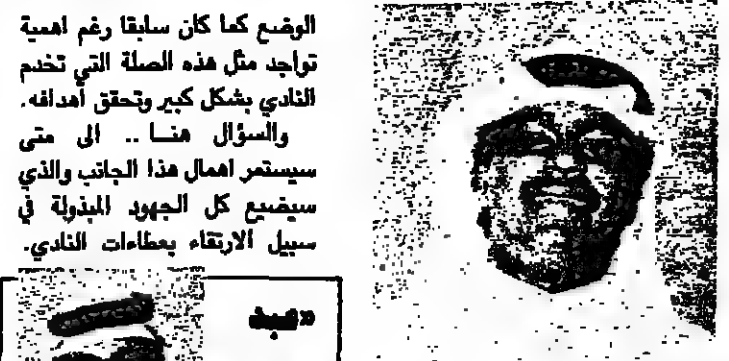 الوضع كما كان سابقا رغم اهمية
تواجد مثل هذه الصلة التي تخدم
النادي بشكل كبير وتحقق أهدافه.
والسؤال هنا .. الى متى
سيستمر اهمال هذا الجانب والذي
سيضيع كل الجهود المبذولة في
سبيل الارتقاء بعطاءات النادي.